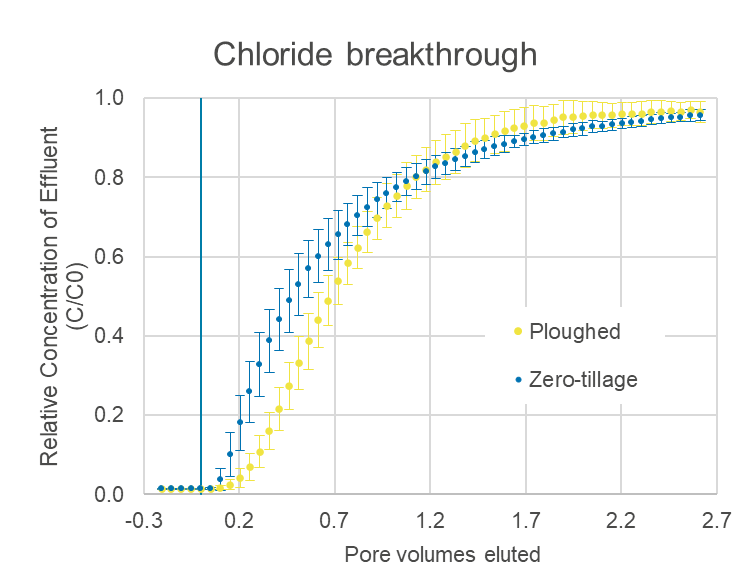 Chloride breakthrough
Relative Concentration of Effluent
(C/C0)
1.0
0.8
0.6
0.4
0.2
0.0
Ploughed
Zero-tillage
-0.3
0.2
0.7
1.2
1.7
2.2
2.7
Pore volumes eluted